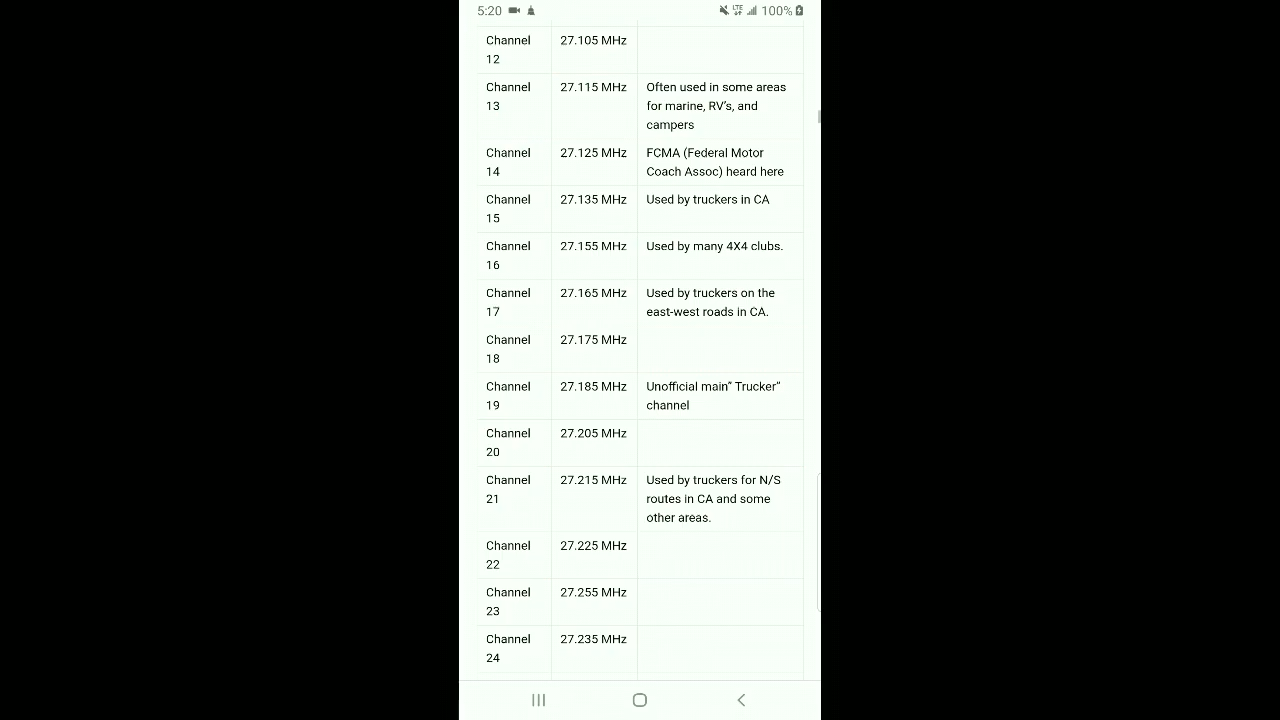 5:20 LTE 100%
Channel 27.105 MHz
12
Channel 27.115 MHz Often used in some areas
13 for marine, RV's, and
campers
Channel 27.125 MHz FCMA (Federal Motor
14 Coach Assoc) heard here
Channel 27.135 MHz Used by truckers in CA
15
Channel 27.155 MHz Used by many 4X4 clubs.
16
Channel 27.165 MHz Used by truckers on the
17 east-west roads in CA.
Channel 27.175 MHz
18
Channel 27.185 MHz Unofficial main” Trucker”
19 channel
Channel 27.205 MHz
20
Channel 27.215 MHz Used by truckers for N/S
21 routes in CA and some
other areas.
Channel 27.225 MHz
22
Channel 27.255 MHz
23
Channel 27.235 MHz
24